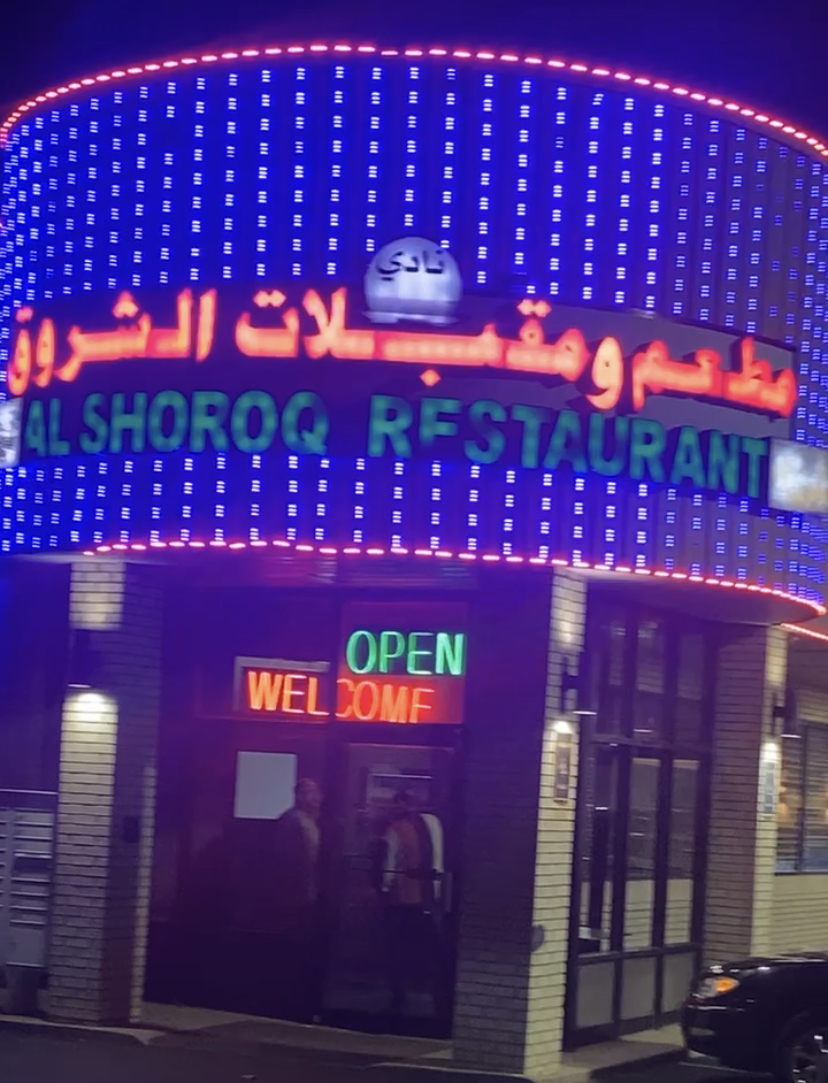 نادي
مطعم ومقبلات الشروق
AL SHOROQ RESTAURANT
OPEN
WELCOME